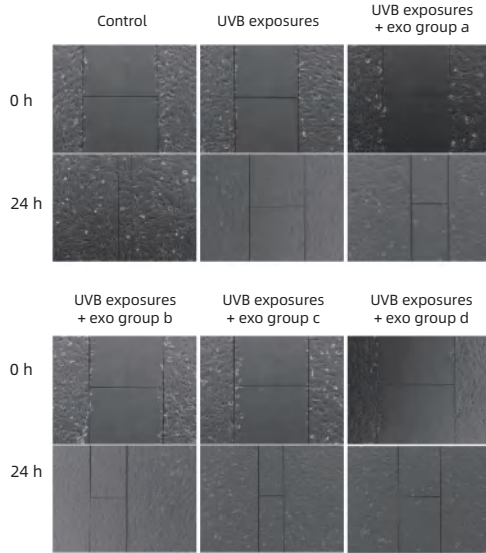 Control
UVB exposures
UVB exposures
+ exo group a
0 h
24 h
UVB exposures
+ exo group b
UVB exposures
+ exo group c
UVB exposures
+ exo group d
0 h
24 h